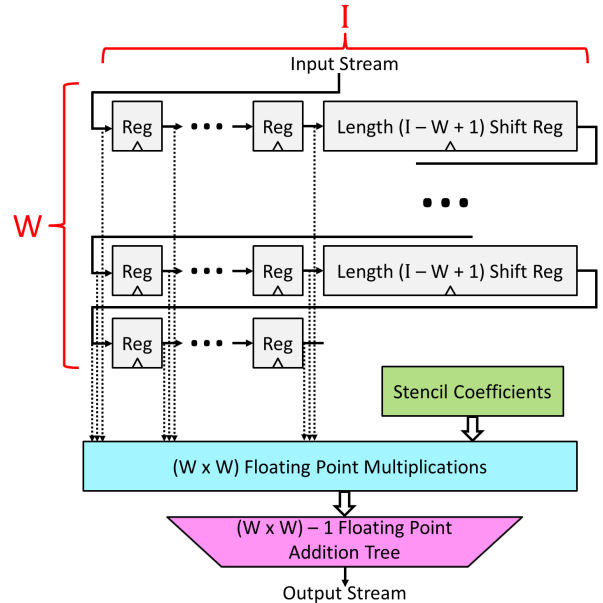 I
Input Stream
W
Reg
Reg
Length (I – W + 1) Shift Reg
Reg
Reg
Length (I – W + 1) Shift Reg
Reg
Reg
Stencil Coefficients
(W x W) Floating Point Multiplications
(W x W) – 1 Floating Point
Addition Tree
Output Stream